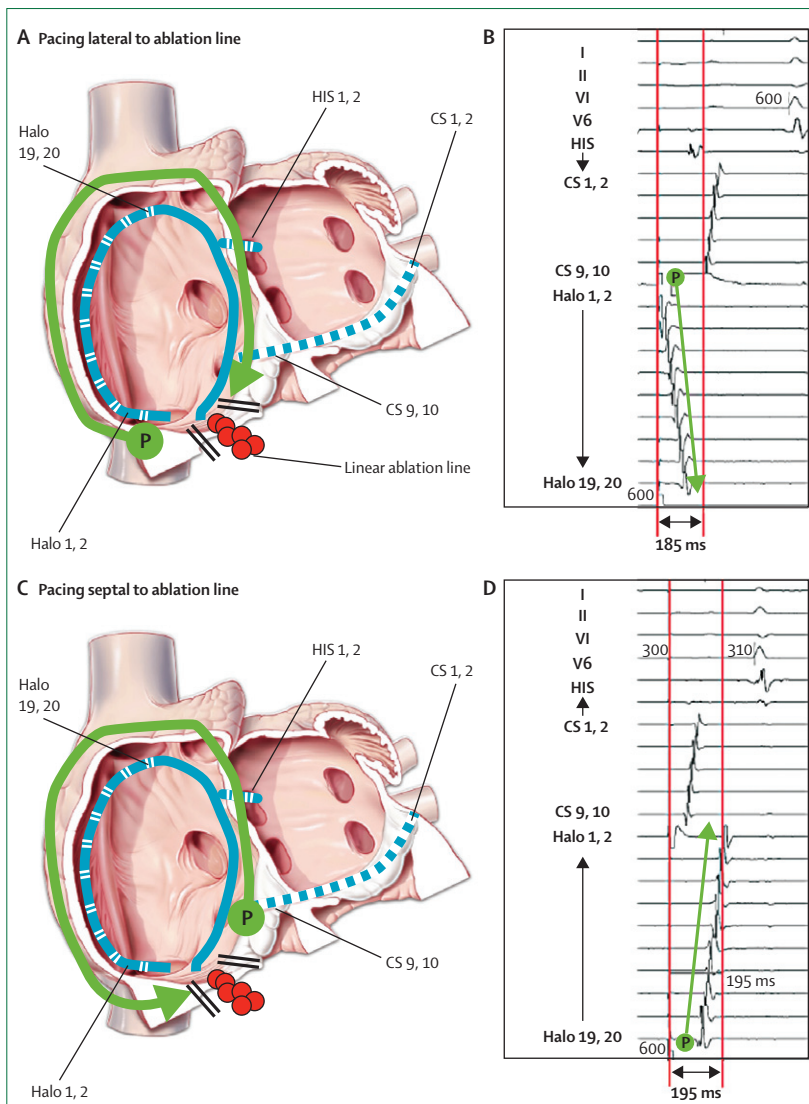 A Pacing lateral to ablation line
Halo
19, 20
HIS 1, 2
CS 1, 2
CS 9, 10
Linear ablation line
Halo 1, 2
P
B
I
II
VI
V6
HIS
CS 1, 2
CS 9, 10
Halo 1, 2
Halo 19, 20
600
P
600
185 ms
C Pacing septal to ablation line
Halo
19, 20
HIS 1, 2
CS 1, 2
P
CS 9, 10
Halo 1, 2
D
I
II
VI
300
310
V6
HIS
CS 1, 2
CS 9, 10
Halo 1, 2
195 ms
Halo 19, 20
P
600
195 ms